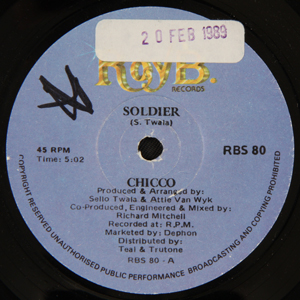 20 FEB 1989
Roy B.
RECORDS
SOLDIER
(S. Twala)
45 RPM
Time: 5:02
RBS 80
CHICCO
Produced & Arranged by:
Sello Twala & Attie Van Wyk
Co-Produced, Engineered & Mixed by:
Richard Mitchell
Recorded at: R.P.M.
Marketed by: Dephon
Distributed by:
Teal & Trutone
RBS 80 - A
COPYRIGHT RESERVED UNAUTHORISED PUBLIC PERFORMANCE BROADCASTING AND COPYING PROHIBITED